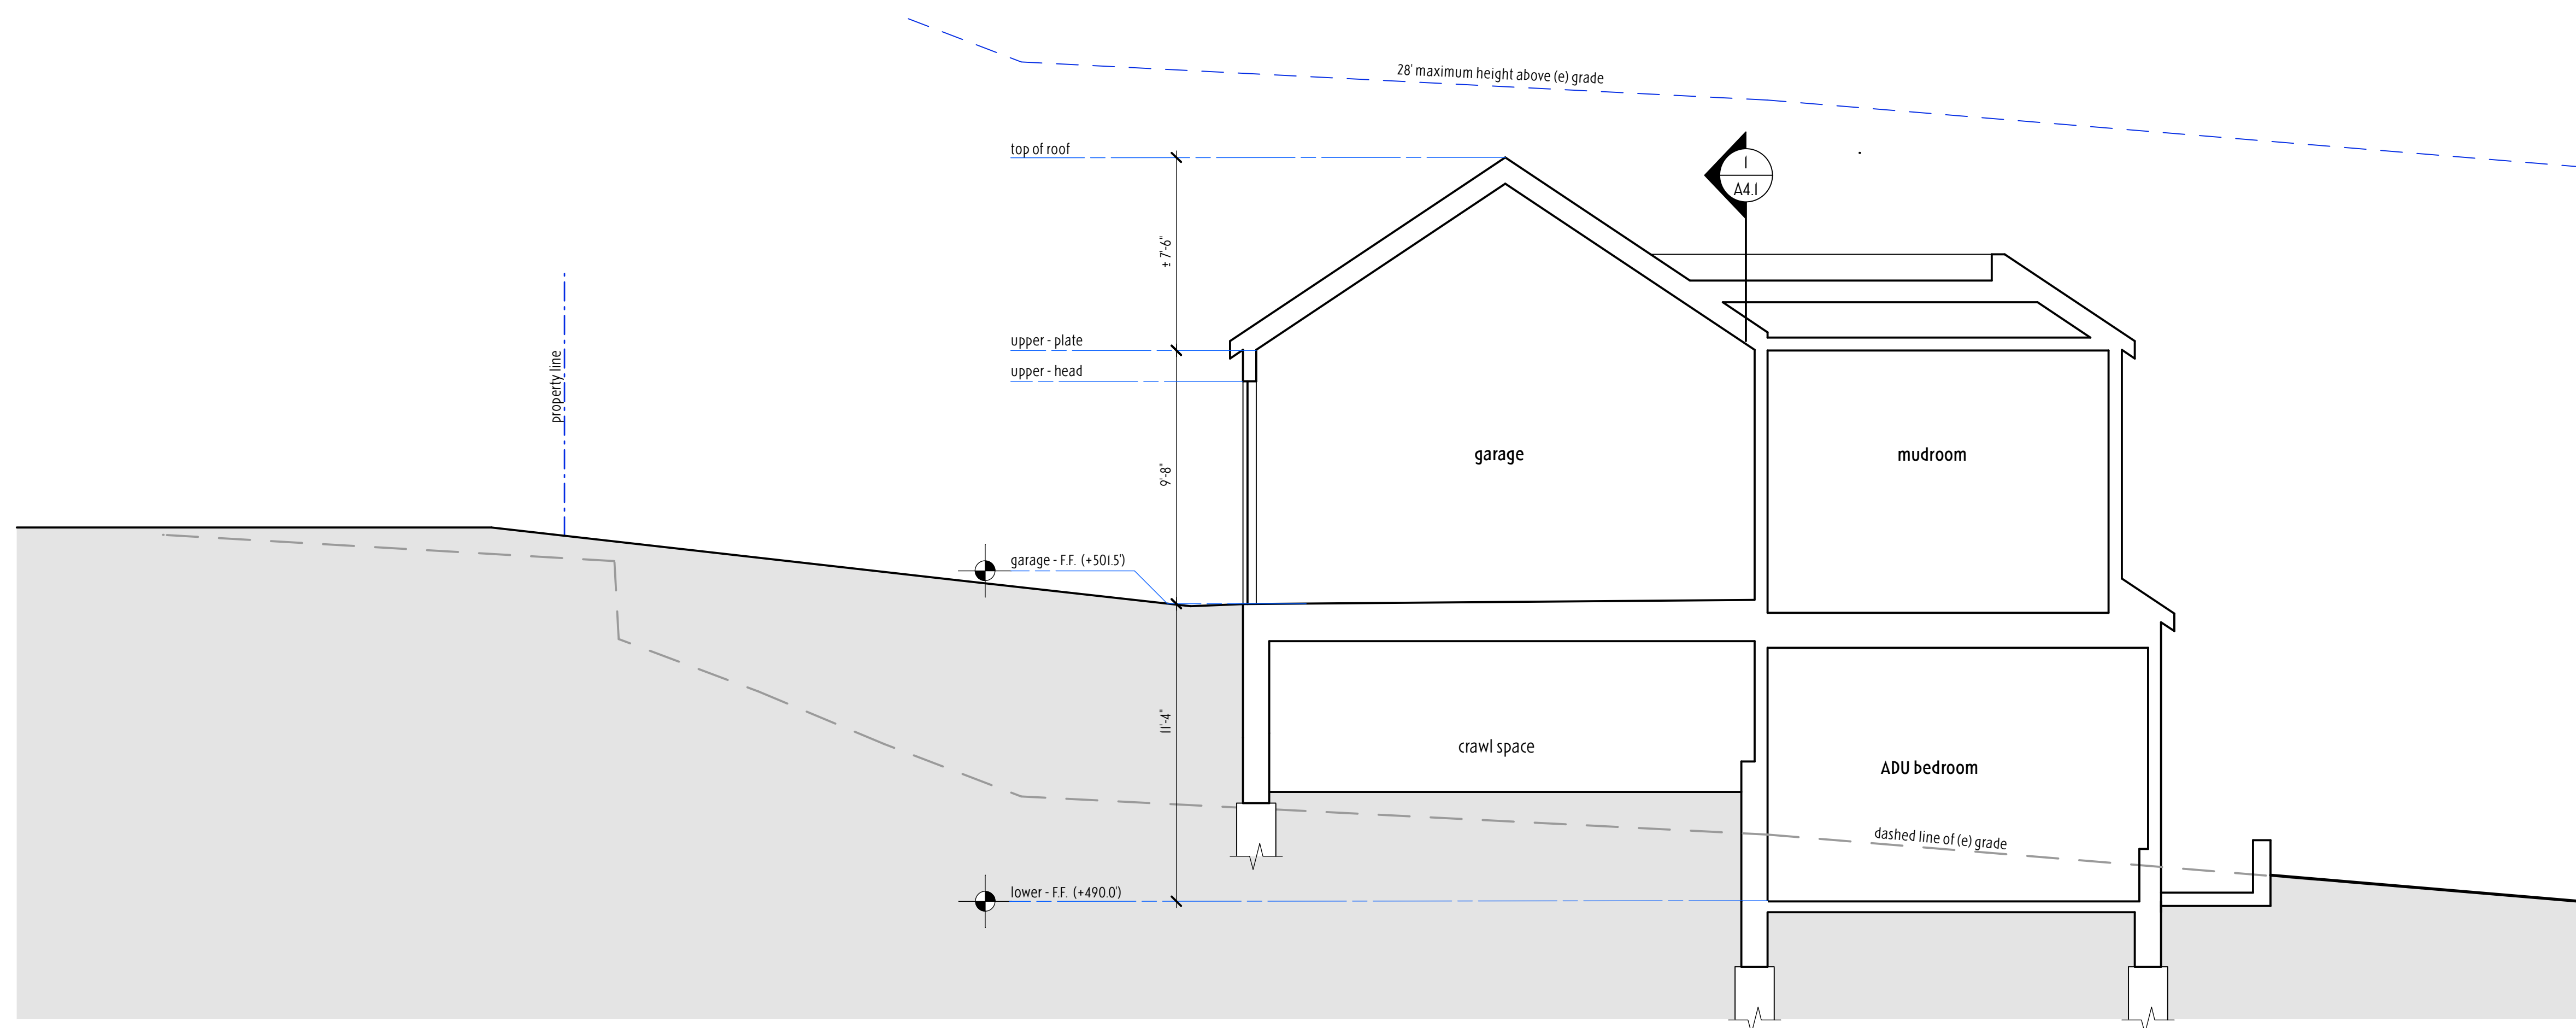 28' maximum height above (e) grade
top of roof
1
A4.1
± 7'-6"
upper - plate
upper - head
property line
9'-8"
garage
mudroom
garage - F.F. (+501.5')
11'-4"
crawl space
ADU bedroom
dashed line of (e) grade
lower - F.F. (+490.0')